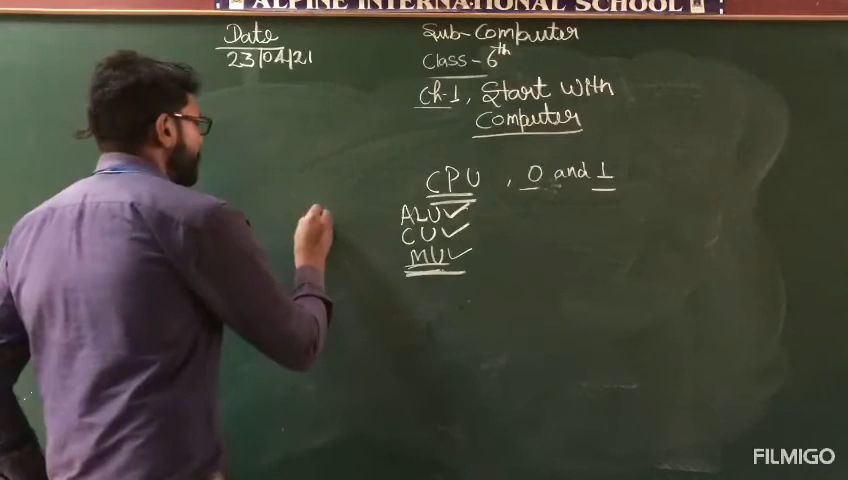 ALPINE INTERNATIONAL SCHOOL
Date
23/04/21
Sub- Computer
Class - 6th
Ch-1, Start with
Computer
CPU, 0 and 1
ALU✓
CU✓
MU✓
FILMIGO